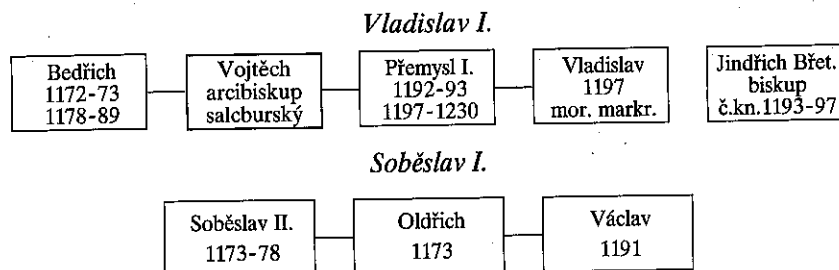 Vladislav I.
Bedřich
1172-73
1178-89
Vojtěch
arcibiskup
salcburský
Přemysl I.
1192-93
1197-1230
Vladislav
1197
mor. markr.
Jindřich Břet.
biskup
č.kn.1193-97
Soběslav I.
Soběslav II.
1173-78
Oldřich
1173
Václav
1191